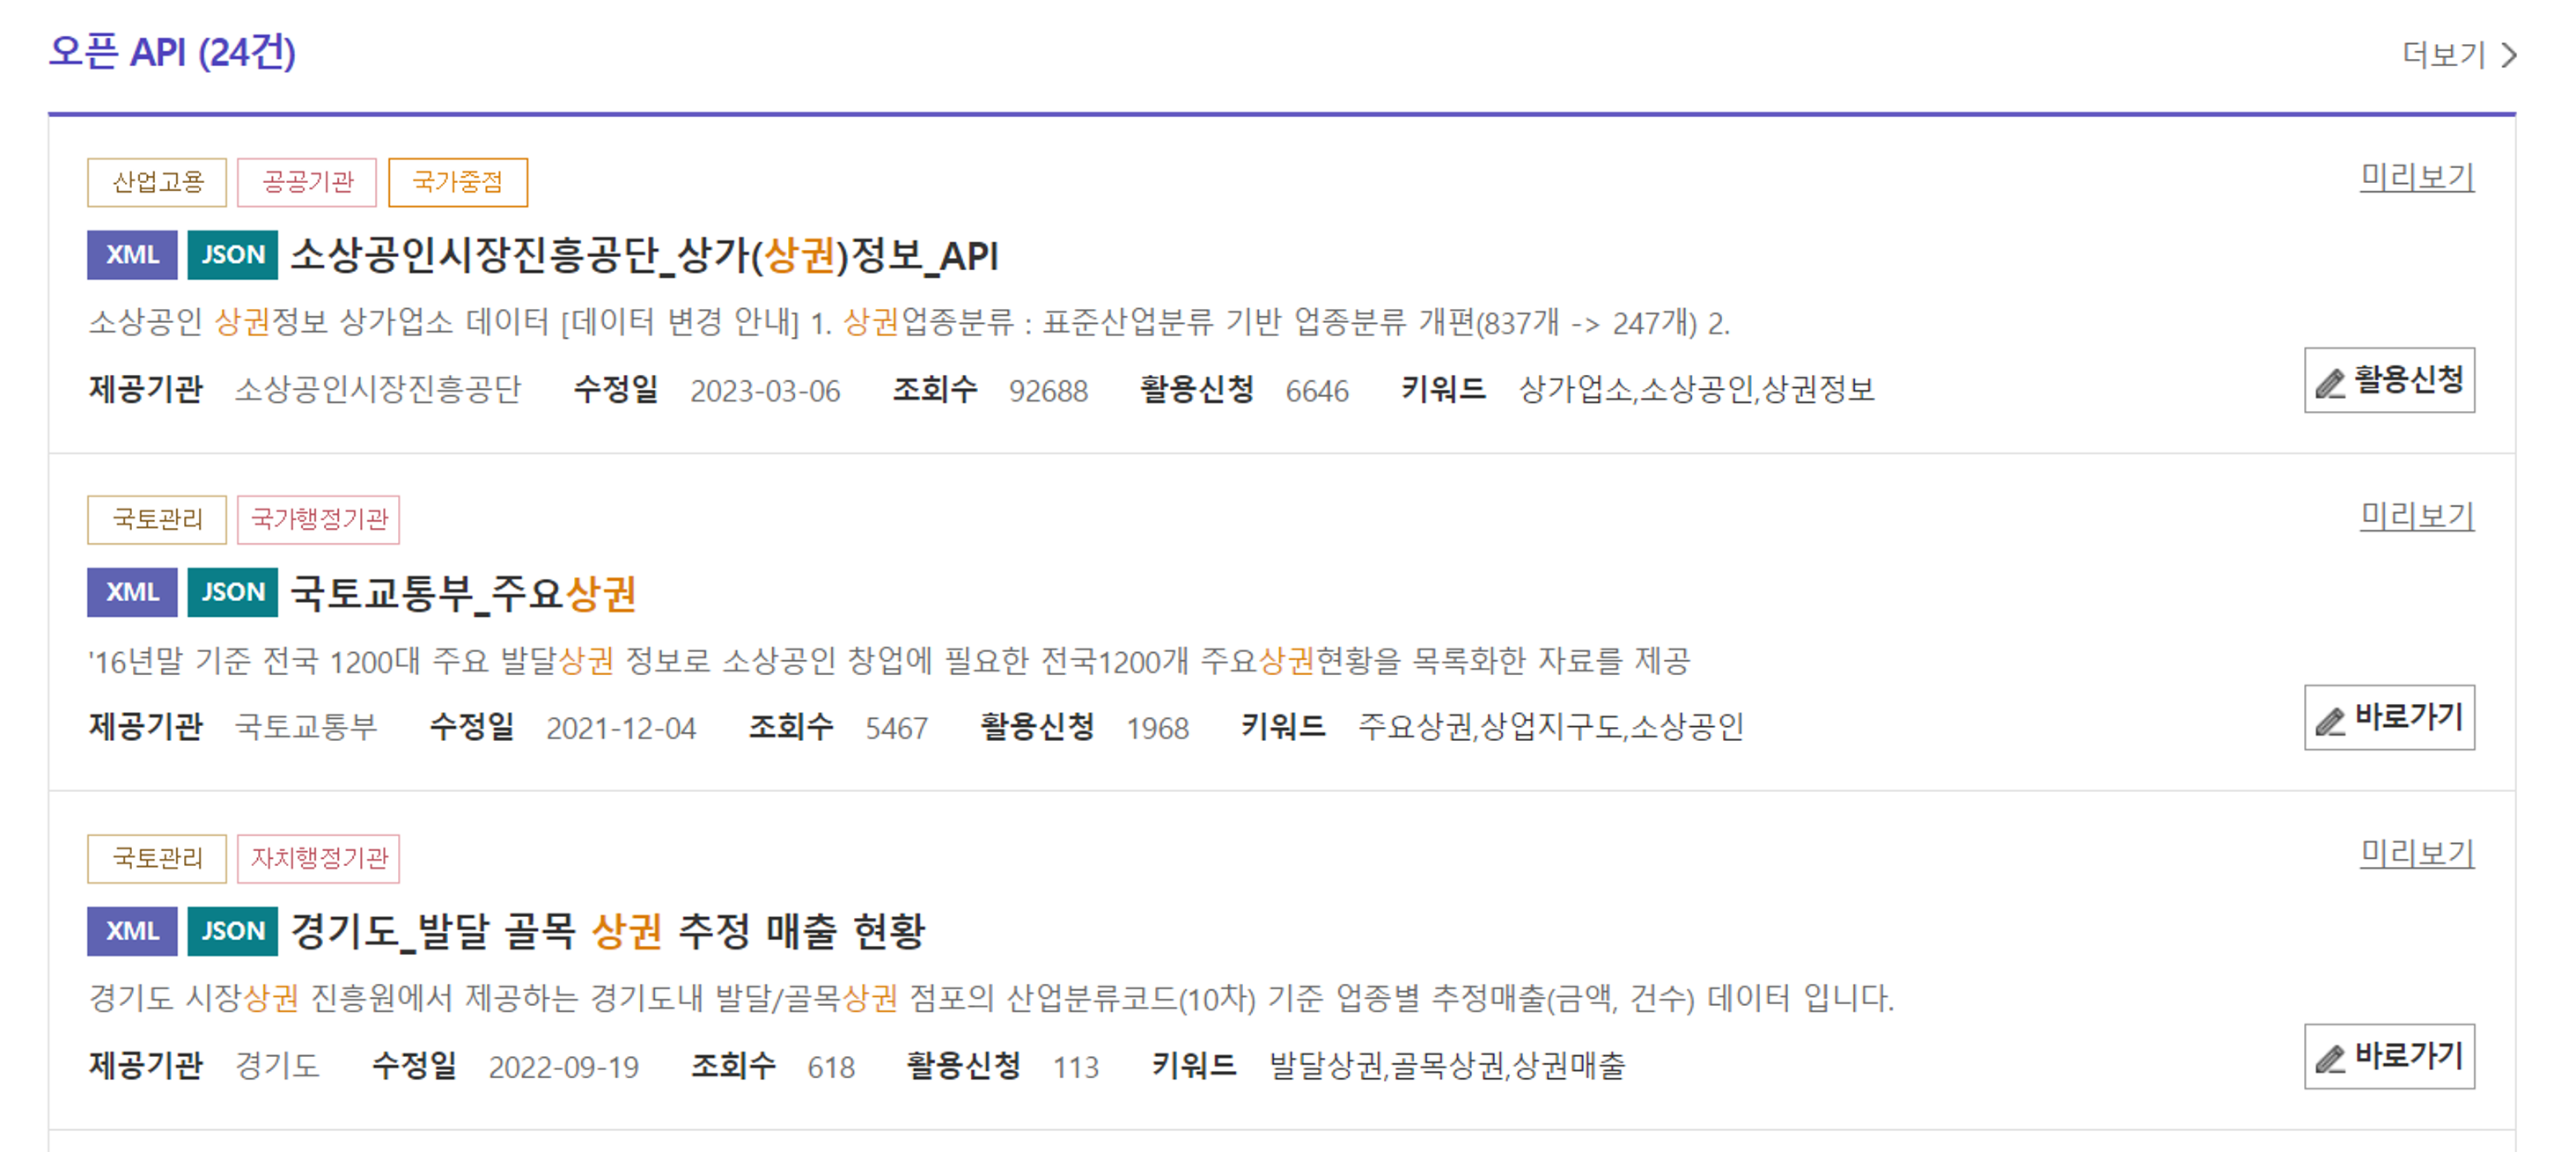 오픈 API (24건) 더보기
산업고용 공공기관 국가중점 미리보기
XML JSON 소상공인시장진흥공단_상가(상권)정보_API
소상공인 상권정보 상가업소 데이터 [데이터 변경 안내] 1. 상권업종분류 : 표준산업분류 기반 업종분류 개편(837개 -> 247개) 2.
제공기관 소상공인시장진흥공단 수정일 2023-03-06 조회수 92688 활용신청 6646 키워드 상가업소,소상공인,상권정보 활용신청
국토관리 국가행정기관 미리보기
XML JSON 국토교통부_주요상권
'16년말 기준 전국 1200대 주요 발달상권 정보로 소상공인 창업에 필요한 전국1200개 주요상권현황을 목록화한 자료를 제공
제공기관 국토교통부 수정일 2021-12-04 조회수 5467 활용신청 1968 키워드 주요상권,상업지구도,소상공인 바로가기
국토관리 자치행정기관 미리보기
XML JSON 경기도_발달 골목 상권 추정 매출 현황
경기도 시장상권 진흥원에서 제공하는 경기도내 발달/골목상권 점포의 산업분류코드(10차) 기준 업종별 추정매출(금액, 건수) 데이터 입니다.
제공기관 경기도 수정일 2022-09-19 조회수 618 활용신청 113 키워드 발달상권,골목상권,상권매출 바로가기